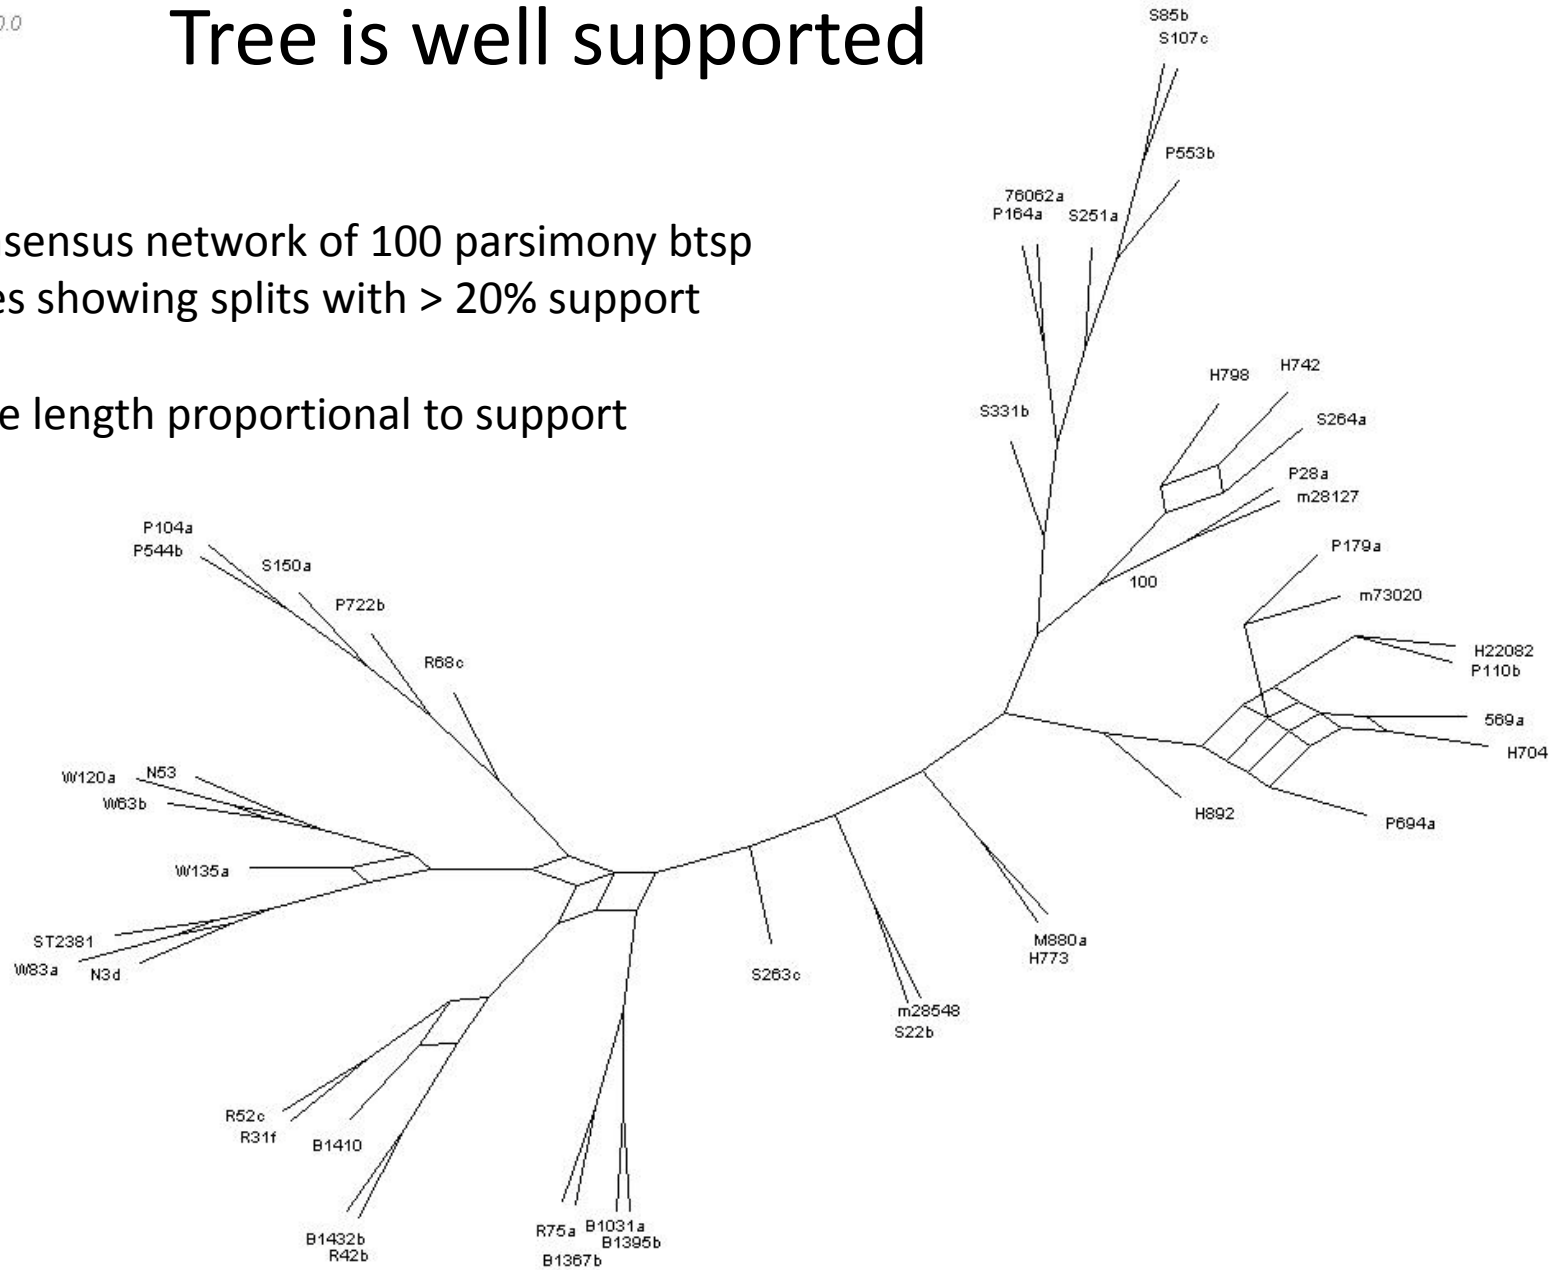 0.0
Tree is well supported
S85b
S107c
P553b
76062a
P164a
S251a
nsensus network of 100 parsimony btsp
es showing splits with > 20% support
H742
H798
e length proportional to support
S331b
S264a
P28a
m28127
P104a
P544b
P179a
S150a
100
m73020
P722b
H22082
R68c
P110b
569a
H704
W120a
N53
W63b
H892
P694a
W135a
ST2381
M880a
H773
W83a
N3d
S263c
m28548
S22b
R52c
R31f
B1410
R75a
B1031a
B1432b
B1395b
R42b
B1367b